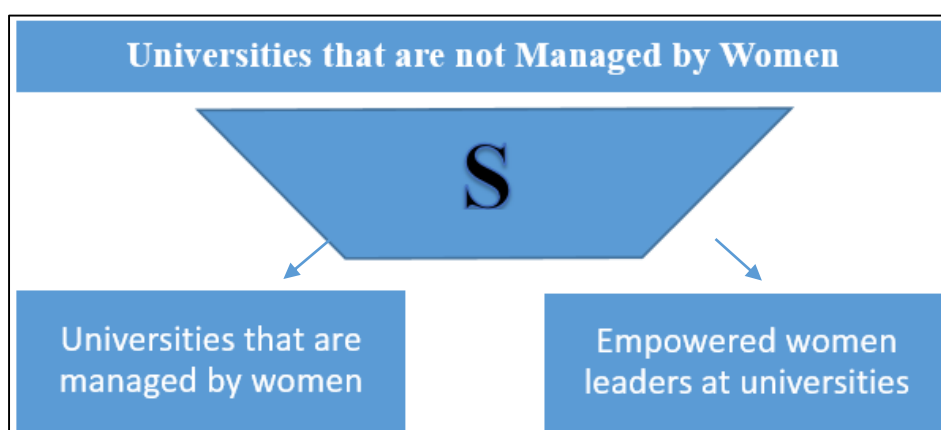 Universities that are not Managed by Women
S
Universities that are
managed by women
Empowered women
leaders at universities